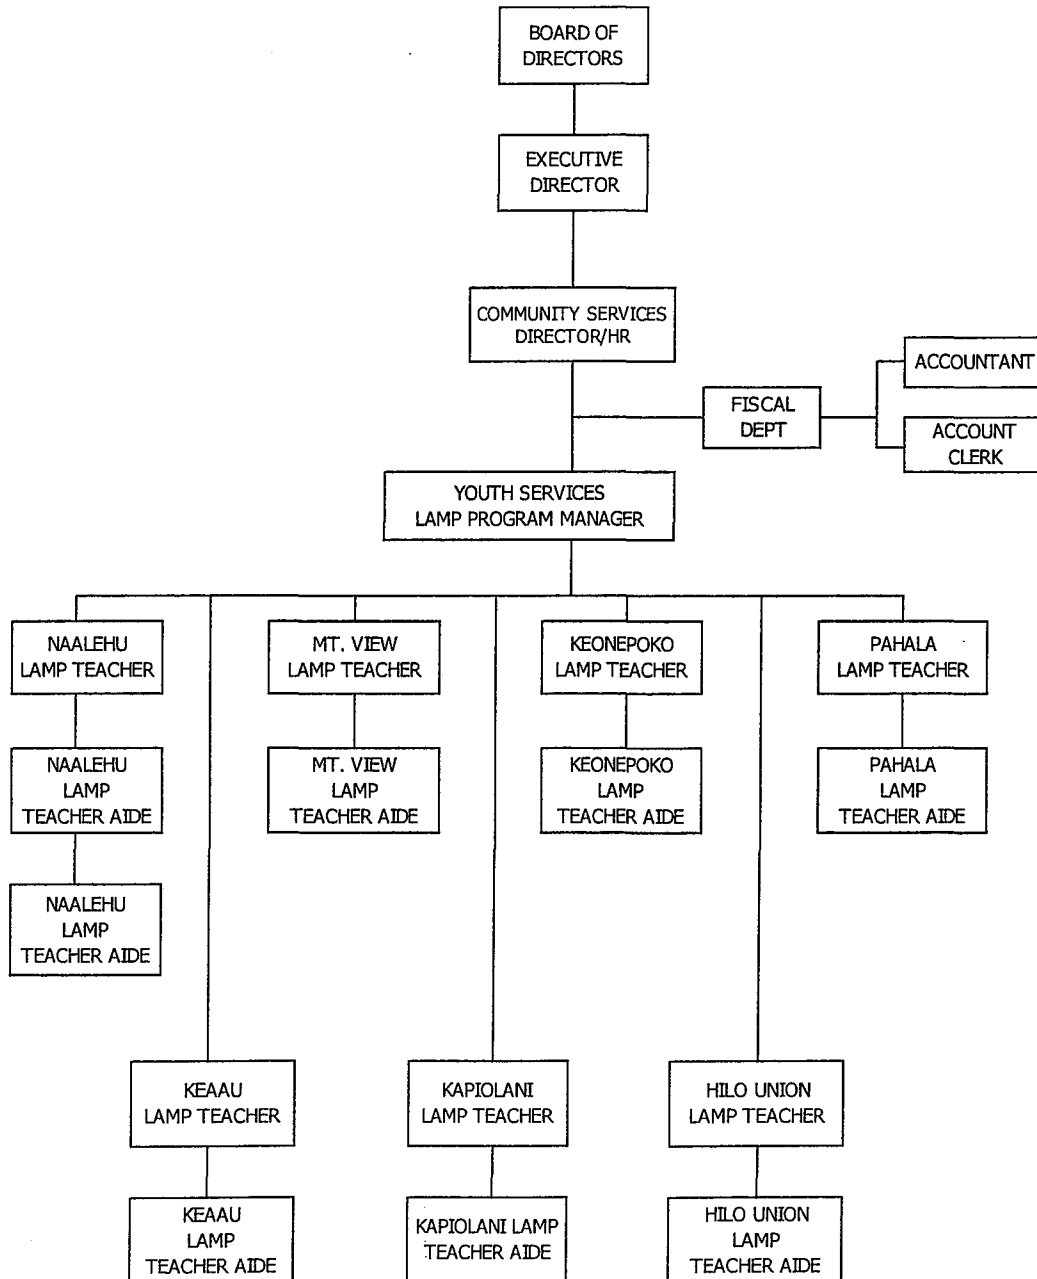 BOARD OF
DIRECTORS
EXECUTIVE
DIRECTOR
COMMUNITY SERVICES
DIRECTOR/HR
ACCOUNTANT
FISCAL
DEPT
ACCOUNT
CLERK
YOUTH SERVICES
LAMP PROGRAM MANAGER
NAALEHU
LAMP TEACHER
MT. VIEW
LAMP TEACHER
KEONEPOKO
LAMP TEACHER
PAHALA
LAMP TEACHER
NAALEHU
LAMP
TEACHER AIDE
MT. VIEW
LAMP
TEACHER AIDE
KEONEPOKO
LAMP
TEACHER AIDE
PAHALA
LAMP
TEACHER AIDE
NAALEHU
LAMP
TEACHER AIDE
KEAAU
LAMP TEACHER
KAPIOLANI
LAMP TEACHER
HILO UNION
LAMP TEACHER
KEAAU
LAMP
TEACHER AIDE
KAPIOLANI LAMP
TEACHER AIDE
HILO UNION
LAMP
TEACHER AIDE